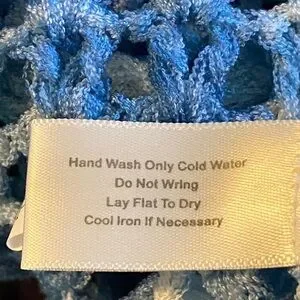 Hand Wash Only Cold Water
Do Not Wring
Lay Flat To Dry
Cool Iron If Necessary